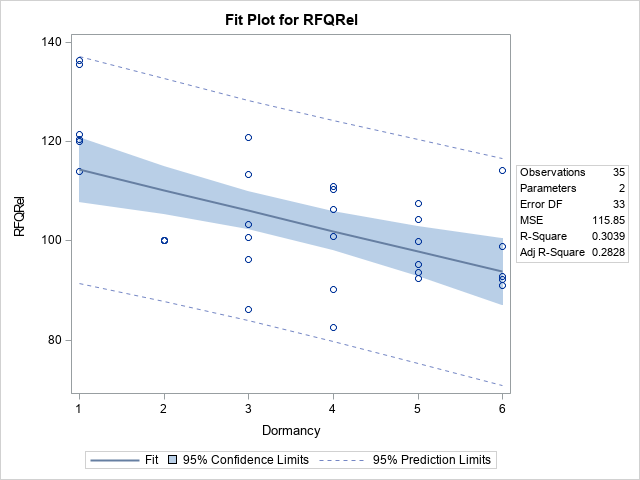 Fit Plot for RFQRel
140
120
100
80
RFQRel
1 2 3 4 5 6
Dormancy
Observations 35
Parameters 2
Error DF 33
MSE 115.85
R-Square 0.3039
Adj R-Square 0.2828
Fit 95% Confidence Limits 95% Prediction Limits